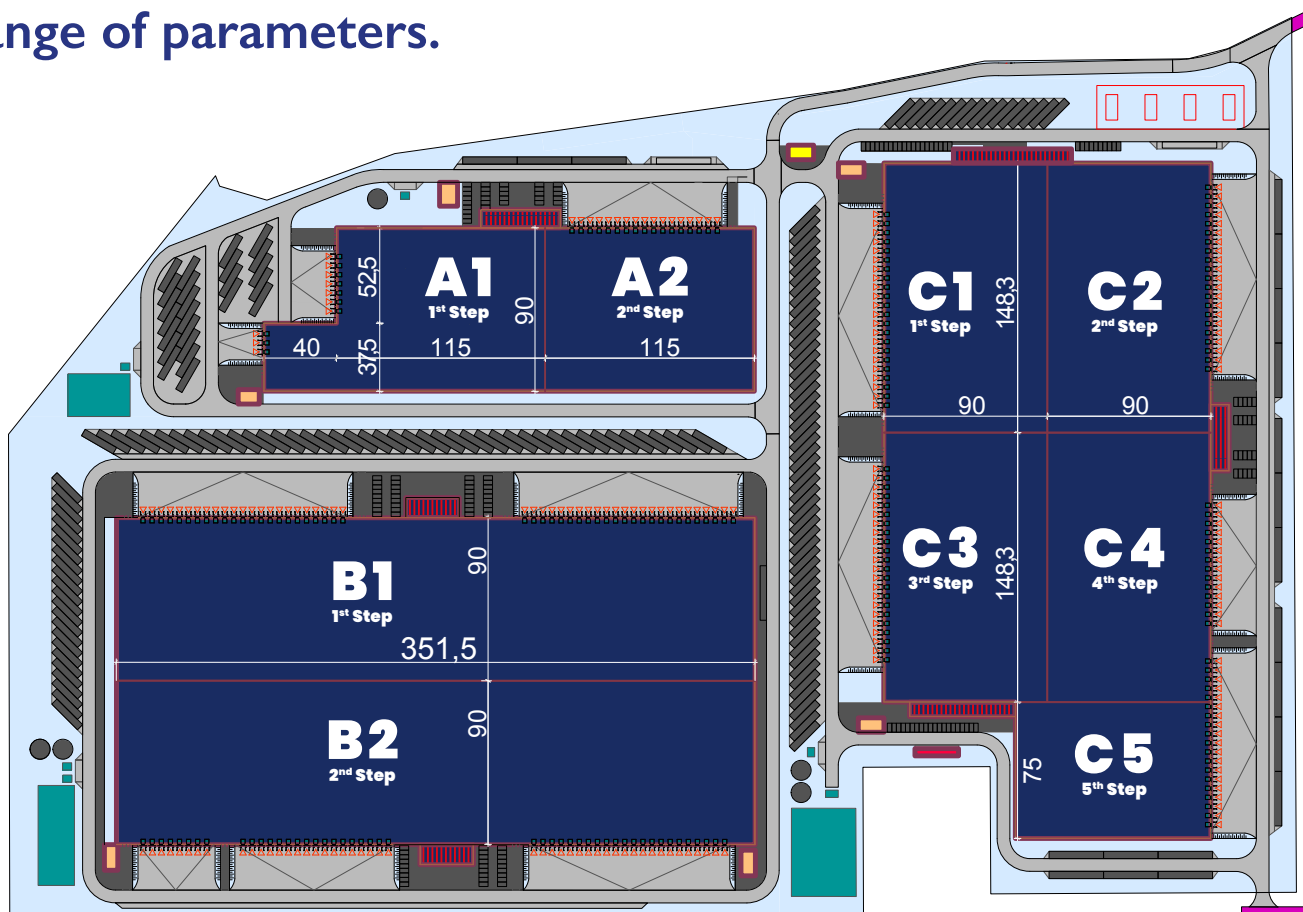 ange of parameters.
A1
1st Step
A2
2nd Step
52,5
90
40
37,5
115
115
C1
1st Step
148,3
C2
2nd Step
90
90
C3
3rd Step
148,3
C4
4th Step
B1
1st Step
90
351,5
B2
2nd Step
90
C5
5th Step
75